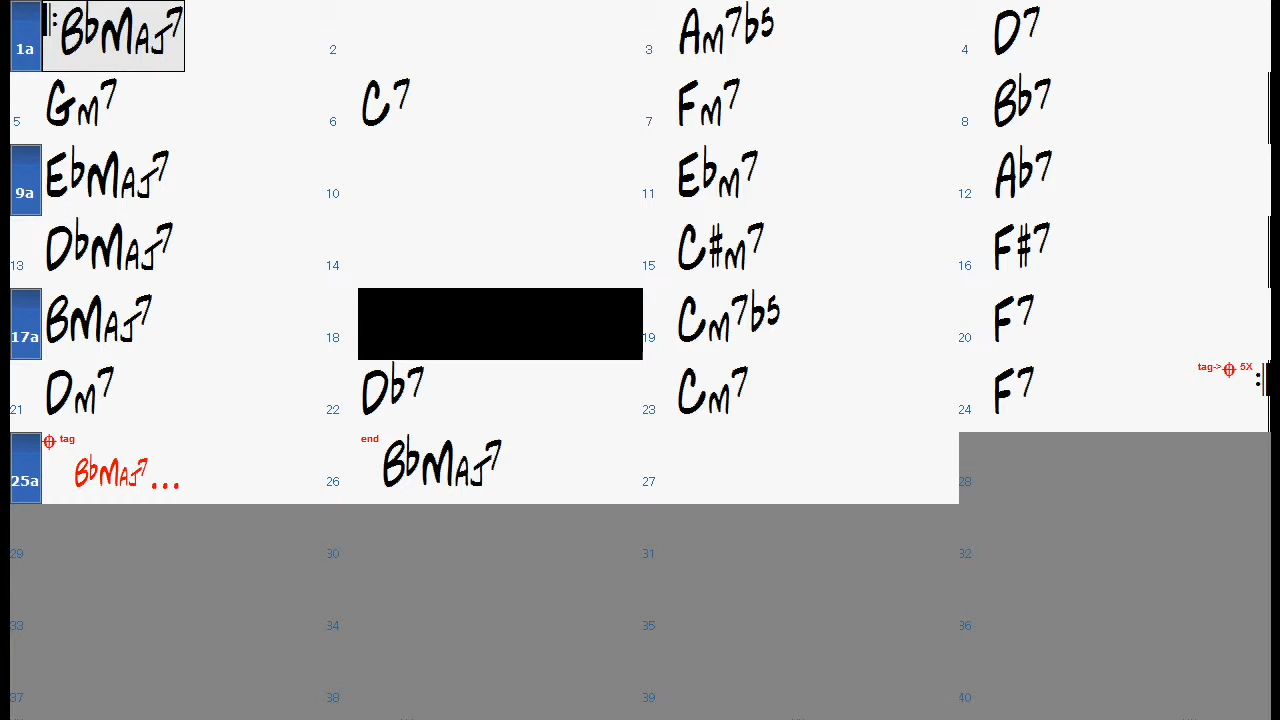 1a BbMAJ7 2 3 Am7b5 4 D7
5 Gm7 6 C7 7 Fm7 8 Bb7
9a EbMAJ7 10 11 Ebm7 12 Ab7
13 DbMAJ7 14 15 C#m7 16 F#7
17a BMAJ7 18 19 Cm7b5 20 F7
tag-> 5X
21 Dm7 22 Db7 23 Cm7 24 F7
tag end
25a BbMAJ7... 26 BbMAJ7 27 28
29 30 31 32
33 34 35 36
37 38 39 40